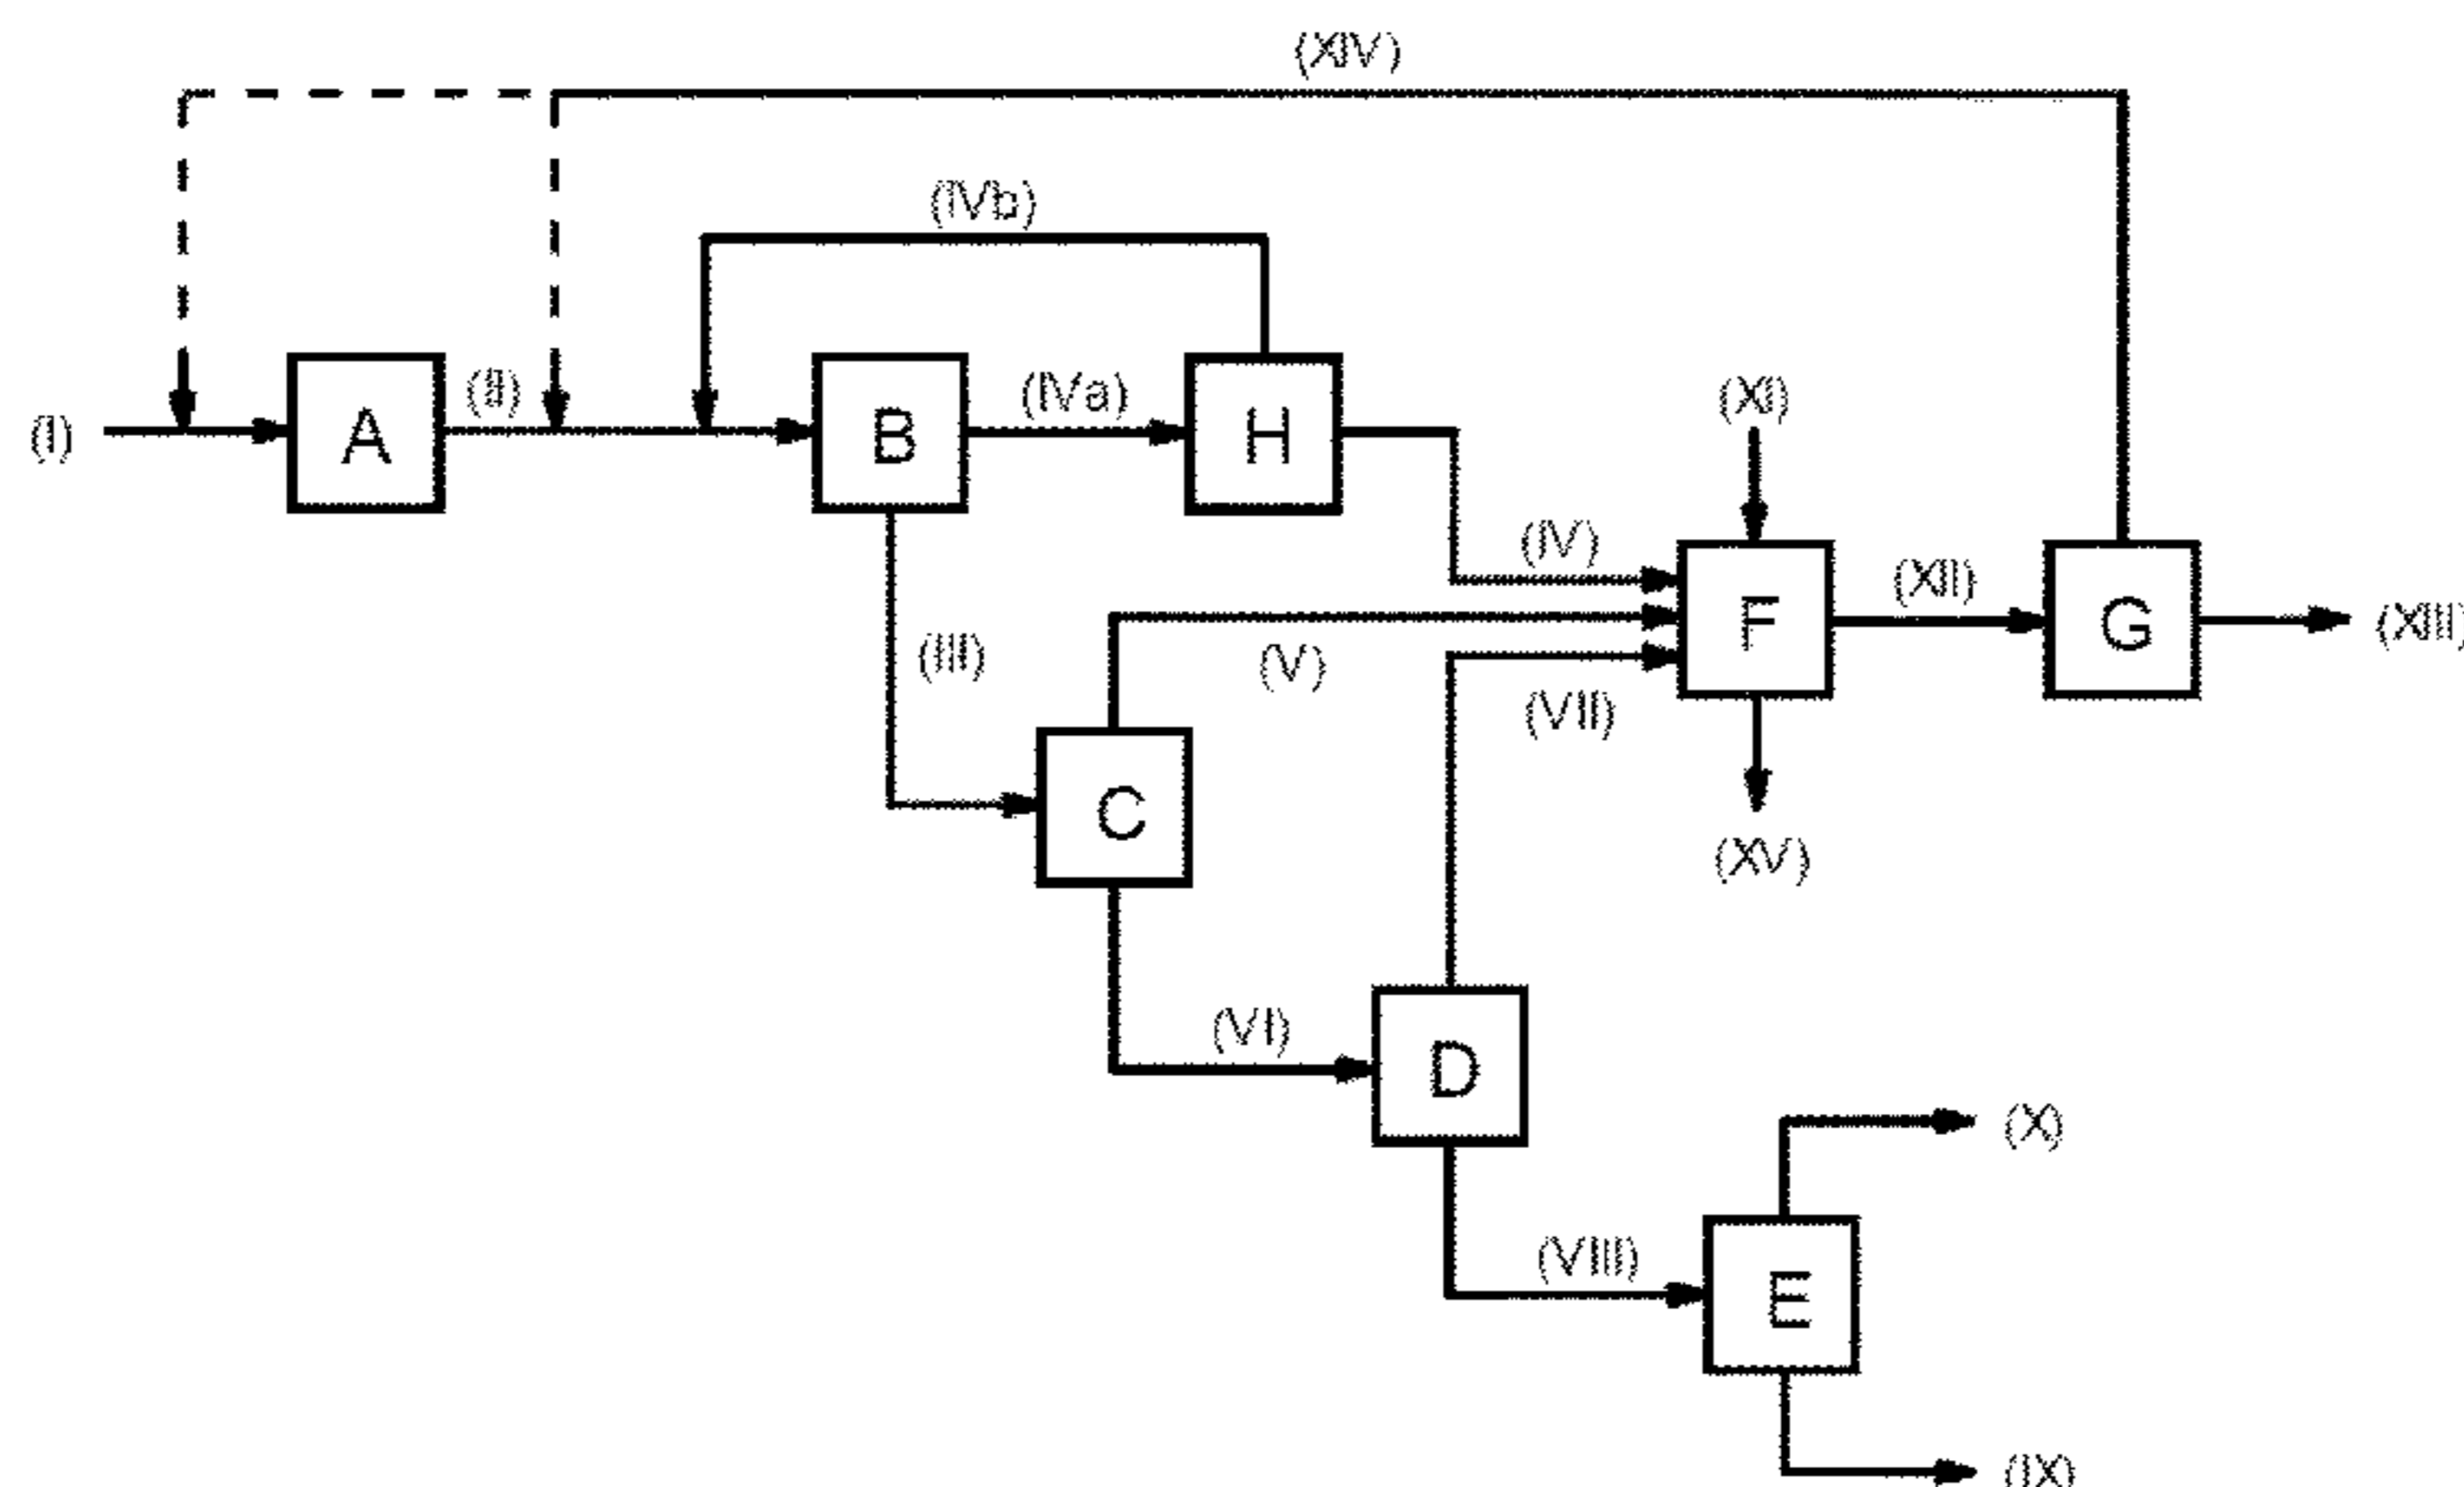 (XIV)
(IVb)
(I)
A
(II)
B
(IVa)
H
(XI)
(IV)
F
(XII)
G
(XIII)
(III)
(V)
(VII)
C
(XV)
(VI)
D
(X)
(VIII)
E
(IX)